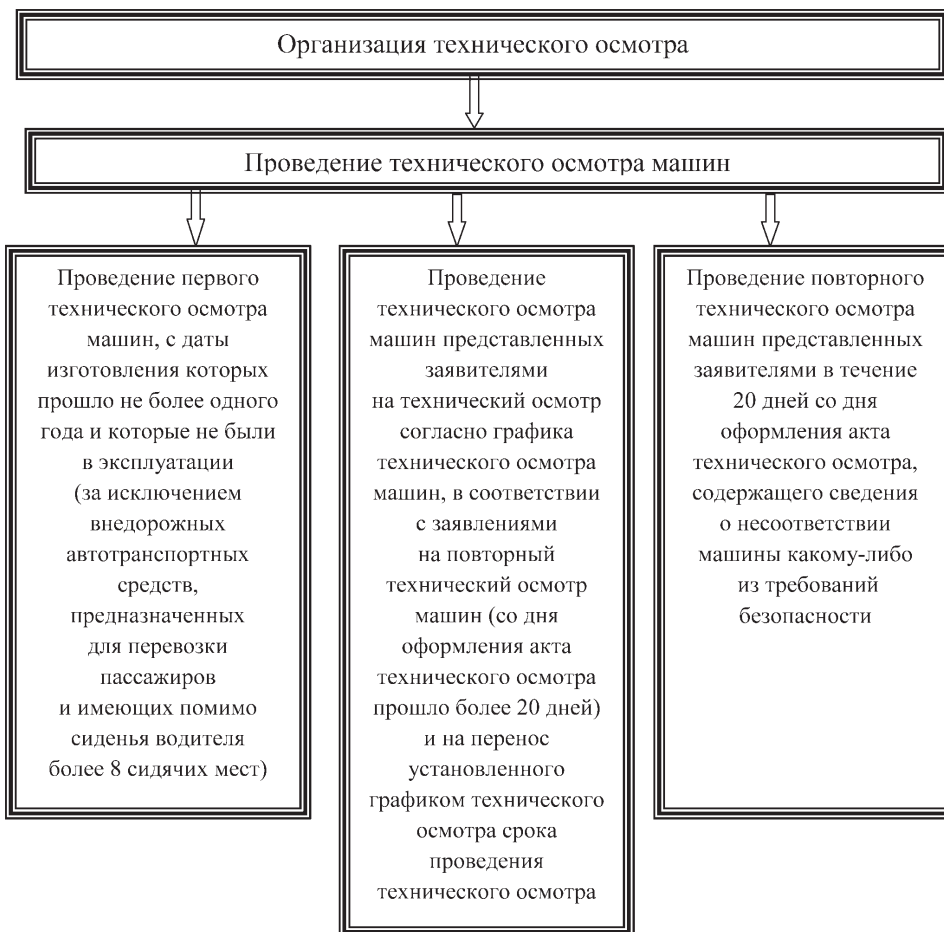 Организация технического осмотра
Проведение технического осмотра машин
Проведение первого
технического осмотра
машин, с даты
изготовления которых
прошло не более одного
года и которые не были
в эксплуатации
(за исключением
внедорожных
автотранспортных
средств,
предназначенных
для перевозки
пассажиров
и имеющих помимо
сиденья водителя
более 8 сидячих мест)
Проведение
технического осмотра
машин представленных
заявителями
на технический осмотр
согласно графика
технического осмотра
машин, в соответствии
с заявлениями
на повторный
технический осмотр
машин (со дня
оформления акта
технического осмотра
прошло более 20 дней)
и на перенос
установленного
графиком технического
осмотра срока
проведения
технического осмотра
Проведение повторного
технического осмотра
машин представленных
заявителями в течение
20 дней со дня
оформления акта
технического осмотра,
содержащего сведения
о несоответствии
машины какому-либо
из требований
безопасности